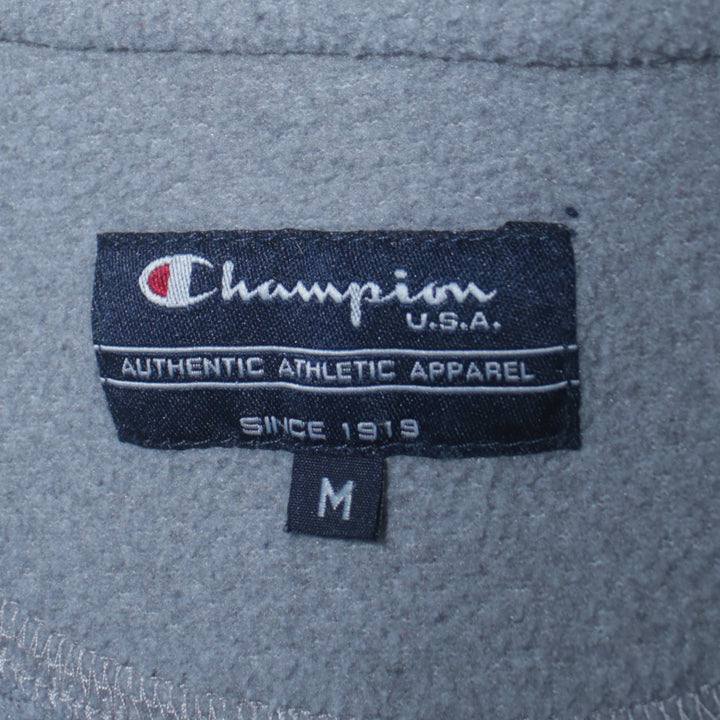 Champion
U.S.A.
AUTHENTIC ATHLETIC APPAREL
SINCE 1919
M